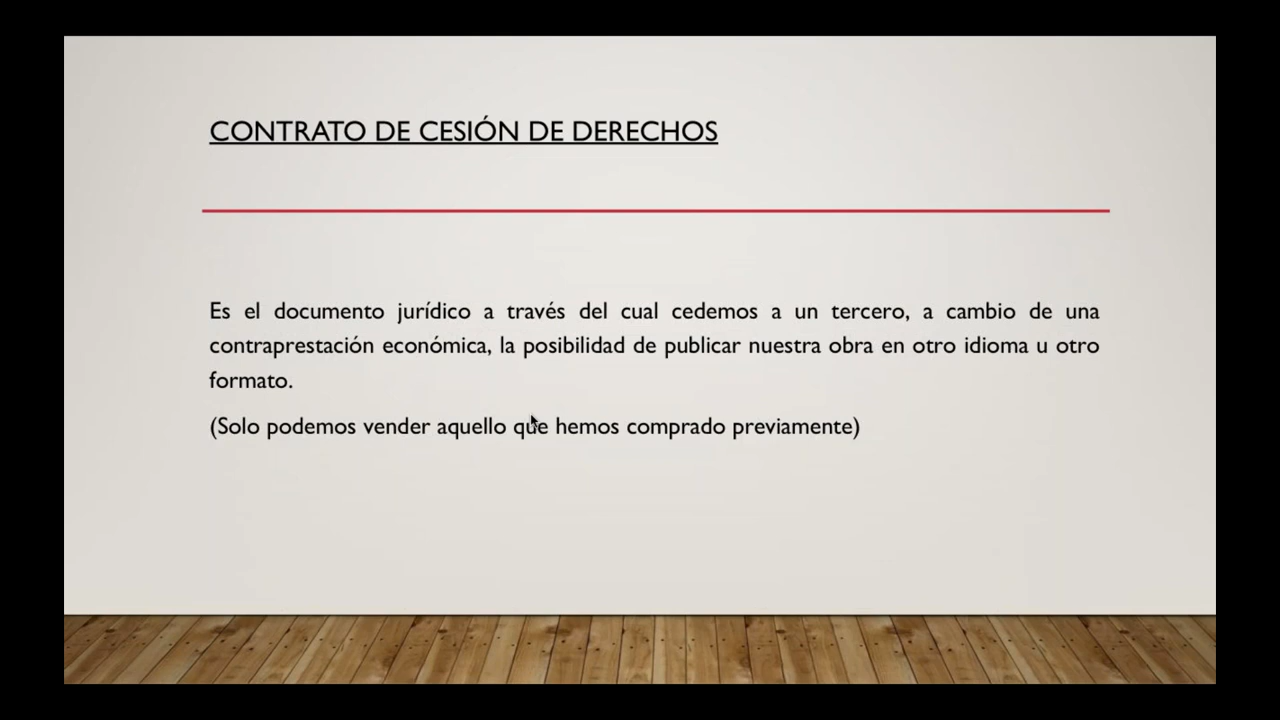 CONTRATO DE CESIÓN DE DERECHOS
Es el documento jurídico a través del cual cedemos a un tercero, a cambio de una
contraprestación económica, la posibilidad de publicar nuestra obra en otro idioma u otro
formato.
(Solo podemos vender aquello que hemos comprado previamente)